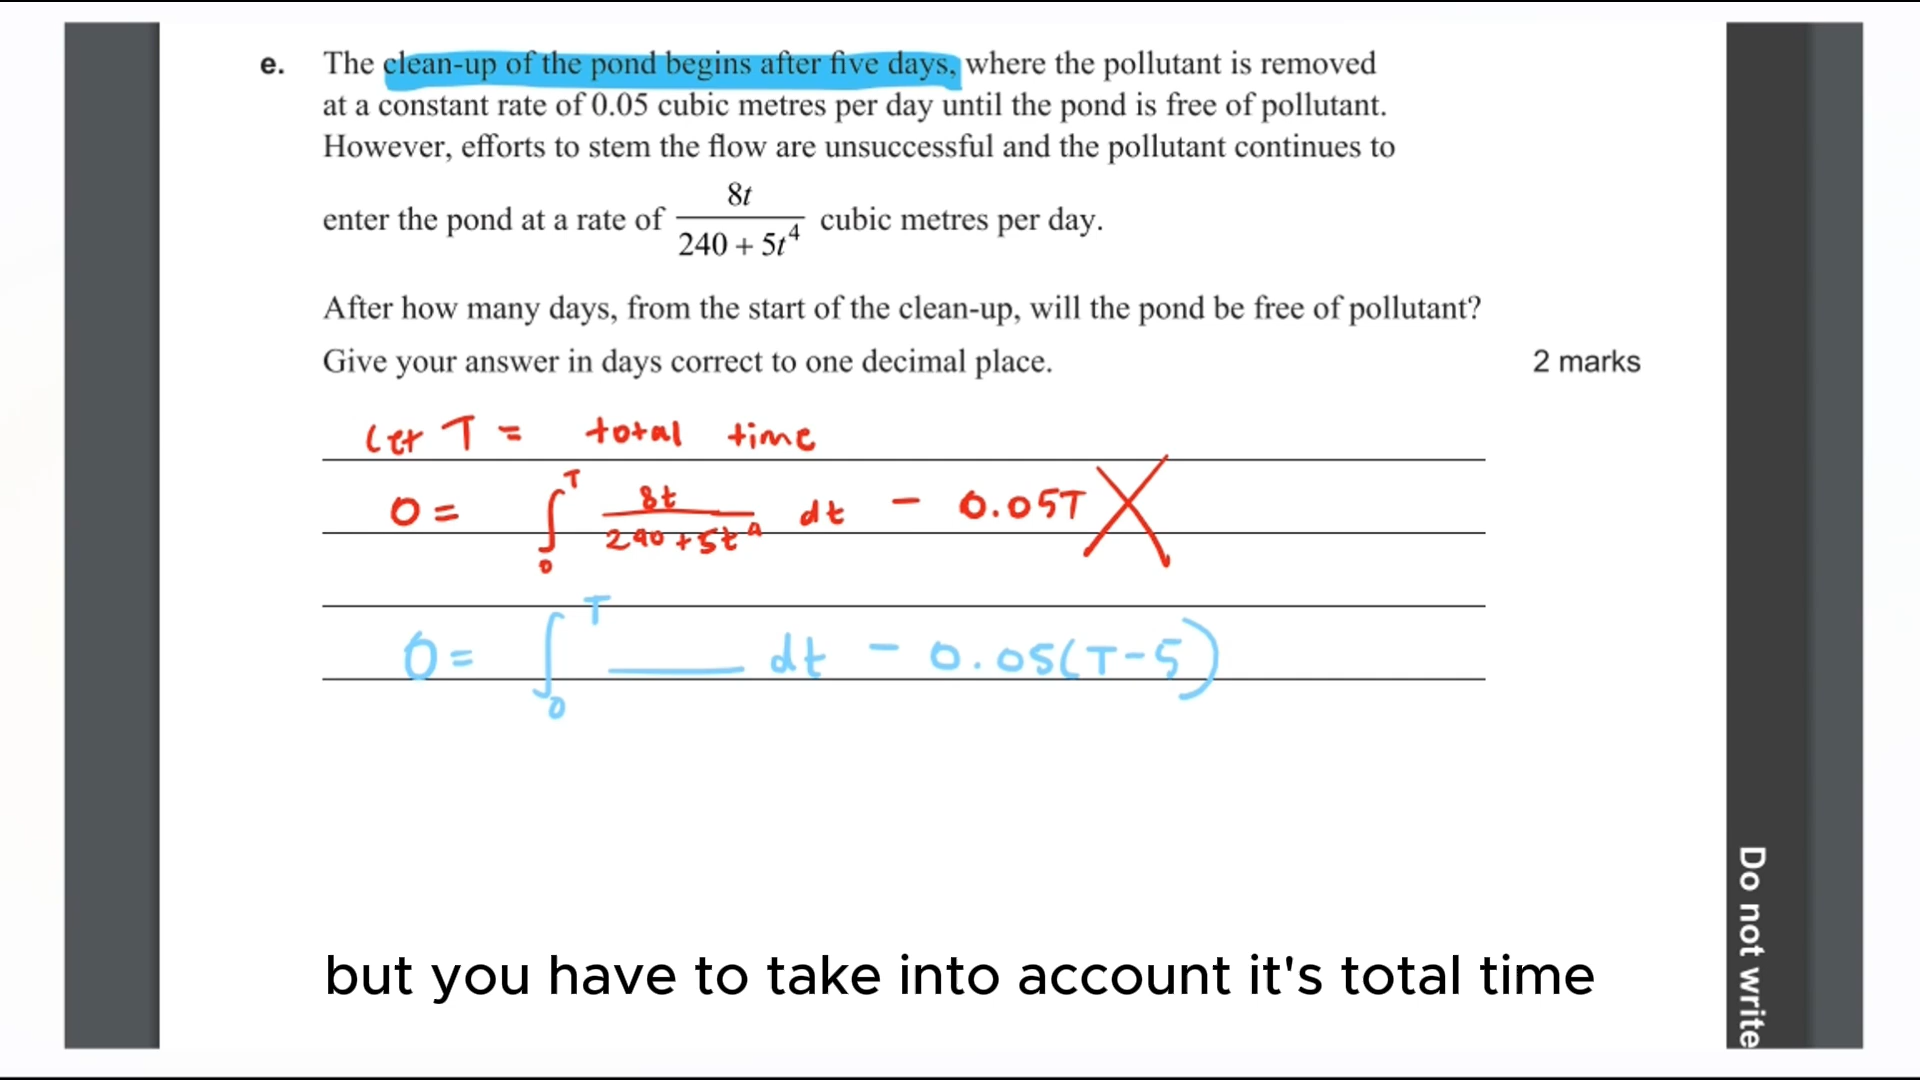 e. The clean-up of the pond begins after five days, where the pollutant is removed
at a constant rate of 0.05 cubic metres per day until the pond is free of pollutant.
However, efforts to stem the flow are unsuccessful and the pollutant continues to
enter the pond at a rate of 8t / (240 + 5t⁴) cubic metres per day.
After how many days, from the start of the clean-up, will the pond be free of pollutant?
Give your answer in days correct to one decimal place. 2 marks
Let T = total time
0 = ∫₀ᵀ 8t / (240 + 5t⁴) dt - 0.05T
0 = ∫₀ᵀ ___ dt - 0.05(T-5)
but you have to take into account it's total time
Do not write